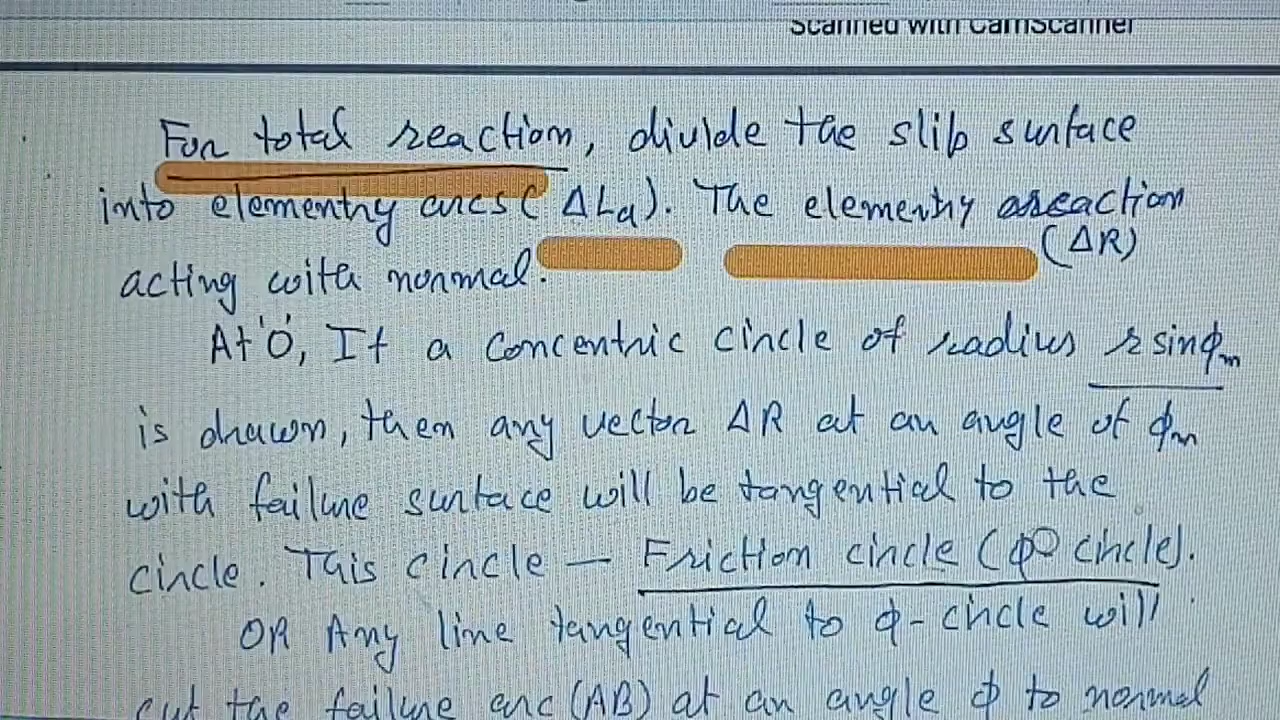 Scanned with CamScanner
For total reaction, divide the slip surface
into elementry arcs (ΔLa). The elementry reaction
(ΔR)
acting with normal.
At 'O', If a concentric circle of radius r sinϕm
is drawn, then any vector ΔR at an angle of ϕm
with failure surface will be tangential to the
circle. This circle — Friction circle (ϕ circle).
OR Any line tangential to ϕ-circle will
cut the failure arc (AB) at an angle ϕ to normal